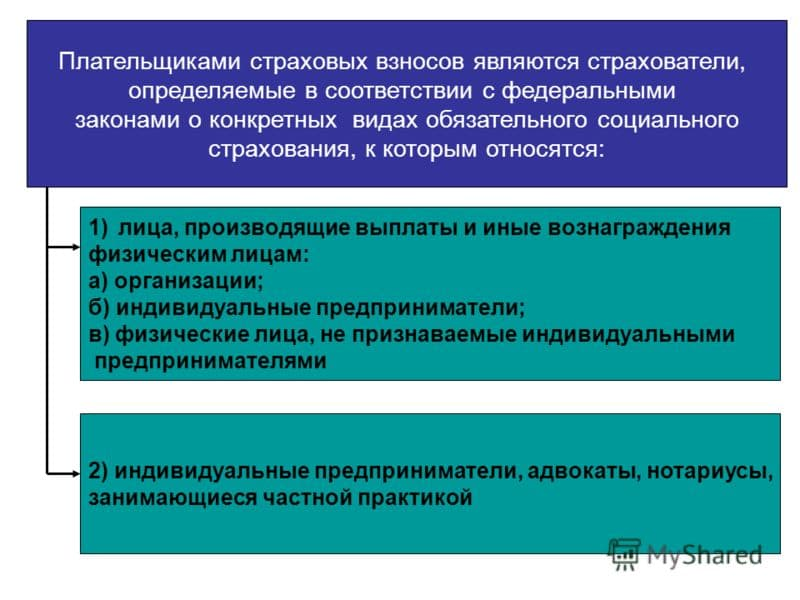 Плательщиками страховых взносов являются страхователи,
определяемые в соответствии с федеральными
законами о конкретных видах обязательного социального
страхования, к которым относятся:
1) лица, производящие выплаты и иные вознаграждения
физическим лицам:
а) организации;
б) индивидуальные предприниматели;
в) физические лица, не признаваемые индивидуальными
предпринимателями
2) индивидуальные предприниматели, адвокаты, нотариусы,
занимающиеся частной практикой
MyShared